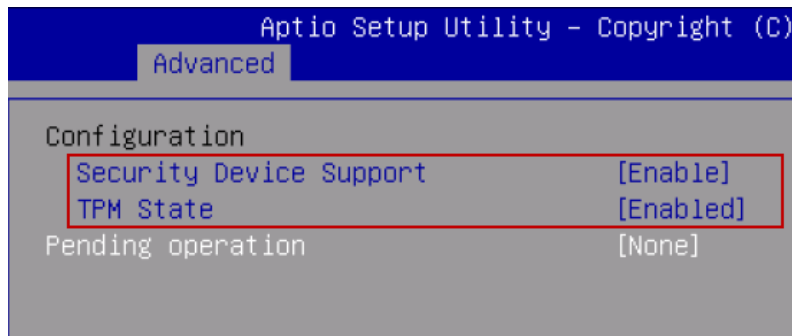 Aptio Setup Utility – Copyright (C)
Advanced
Configuration
Security Device Support [Enable]
TPM State [Enabled]
Pending operation [None]